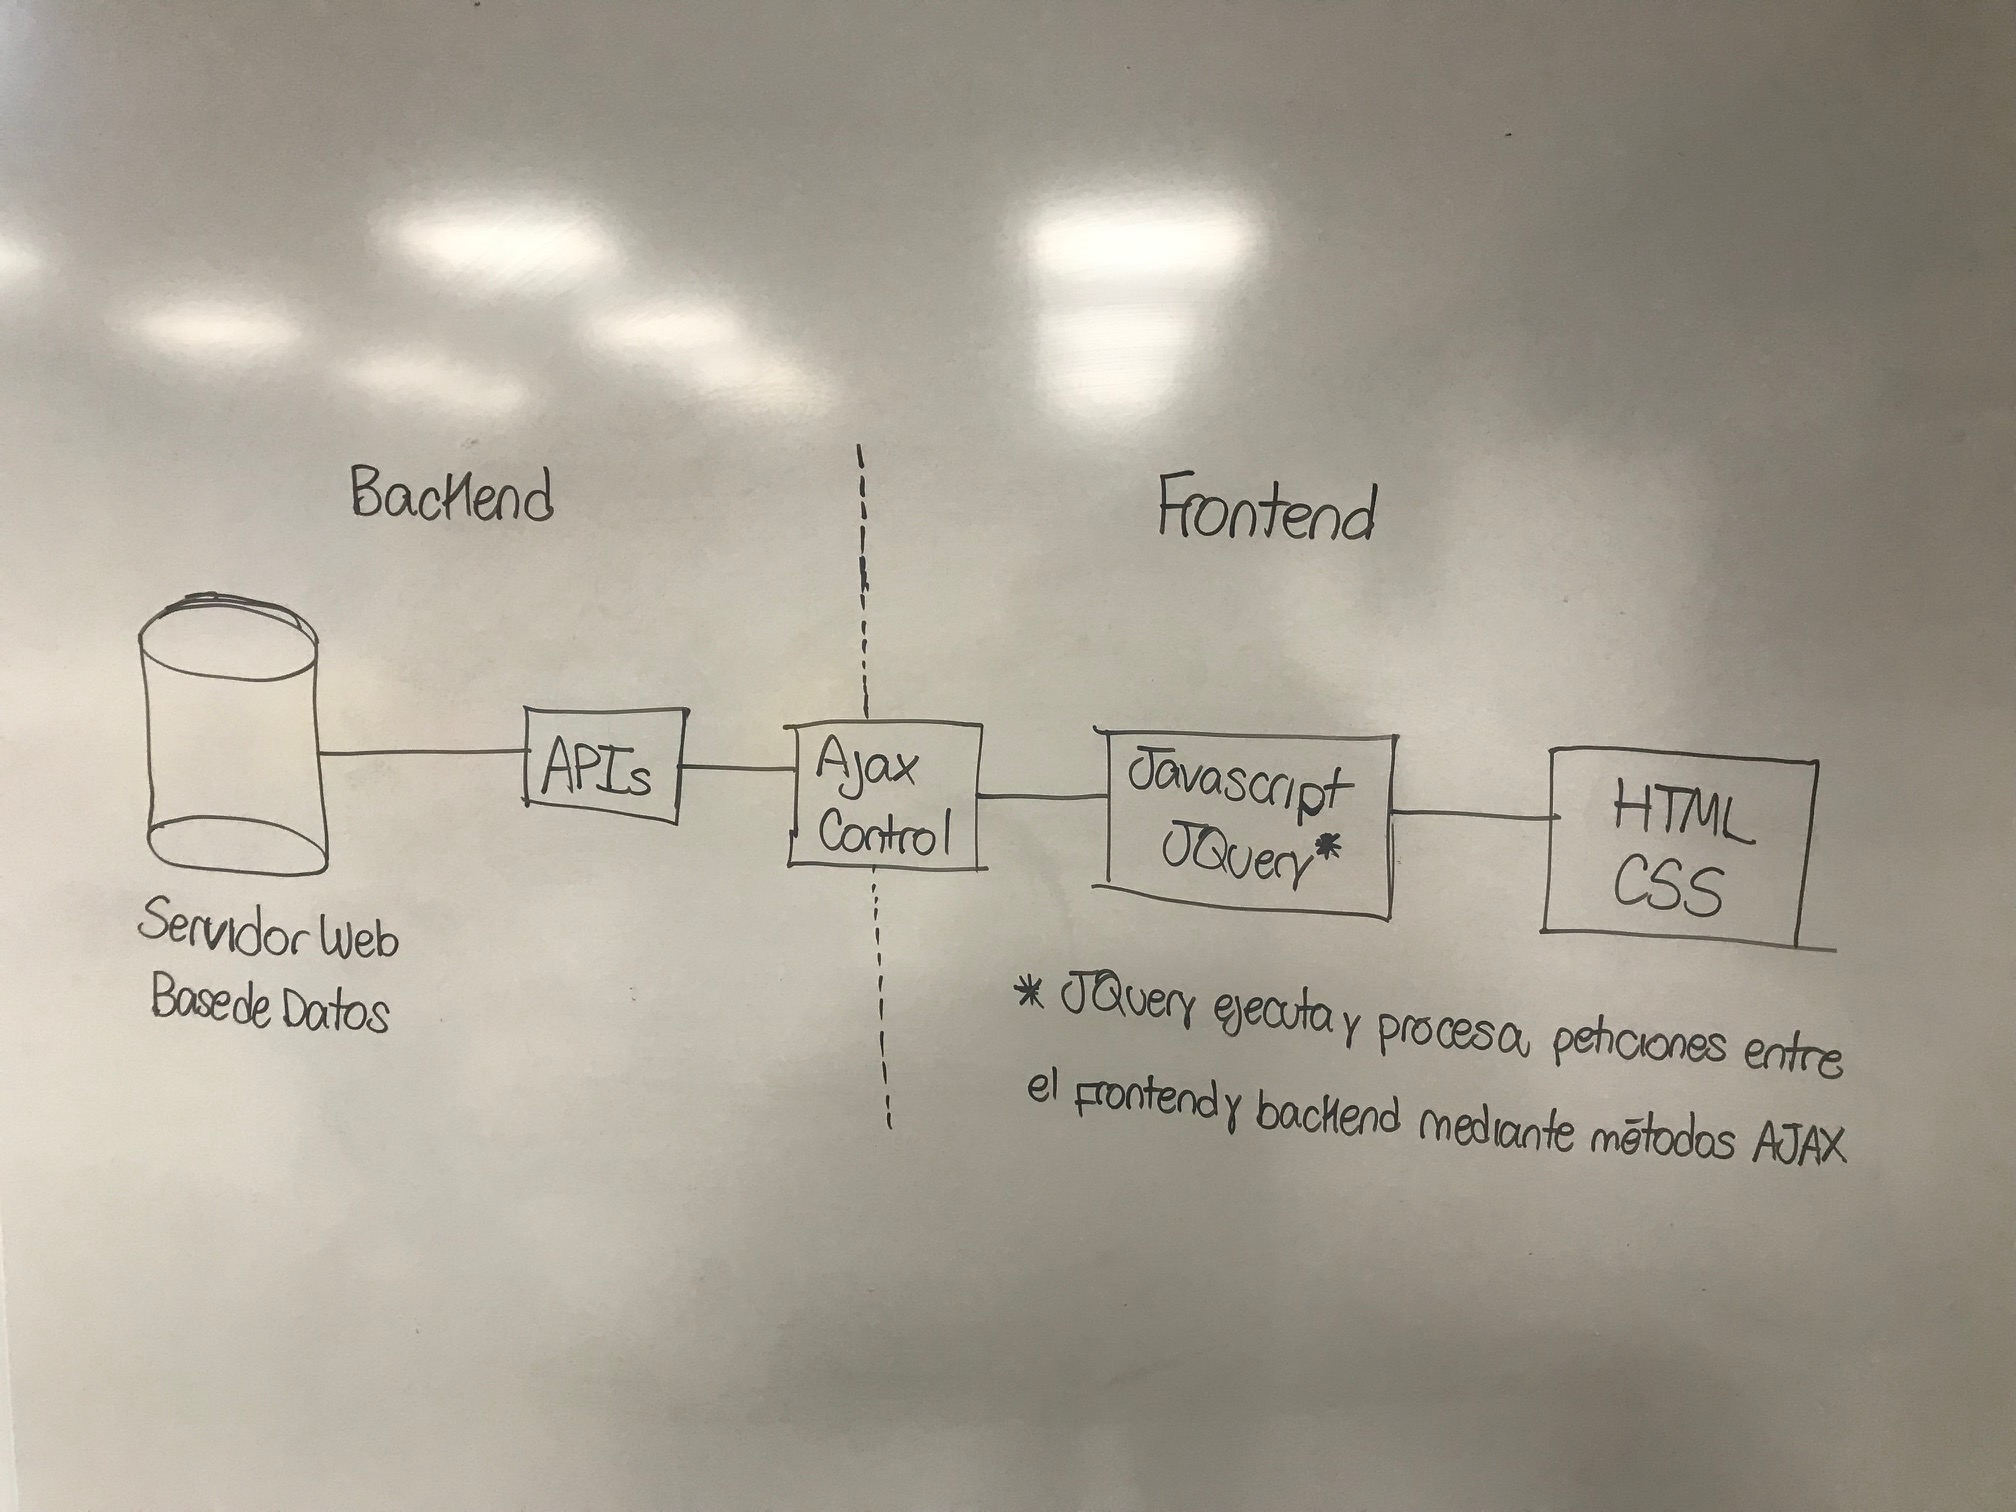 Backend
Frontend
APIs
Ajax
Control
Javascript
JQuery*
HTML
CSS
Servidor Web
Base de Datos
* JQuery ejecuta y procesa peticiones entre
el frontend y backend mediante métodos AJAX